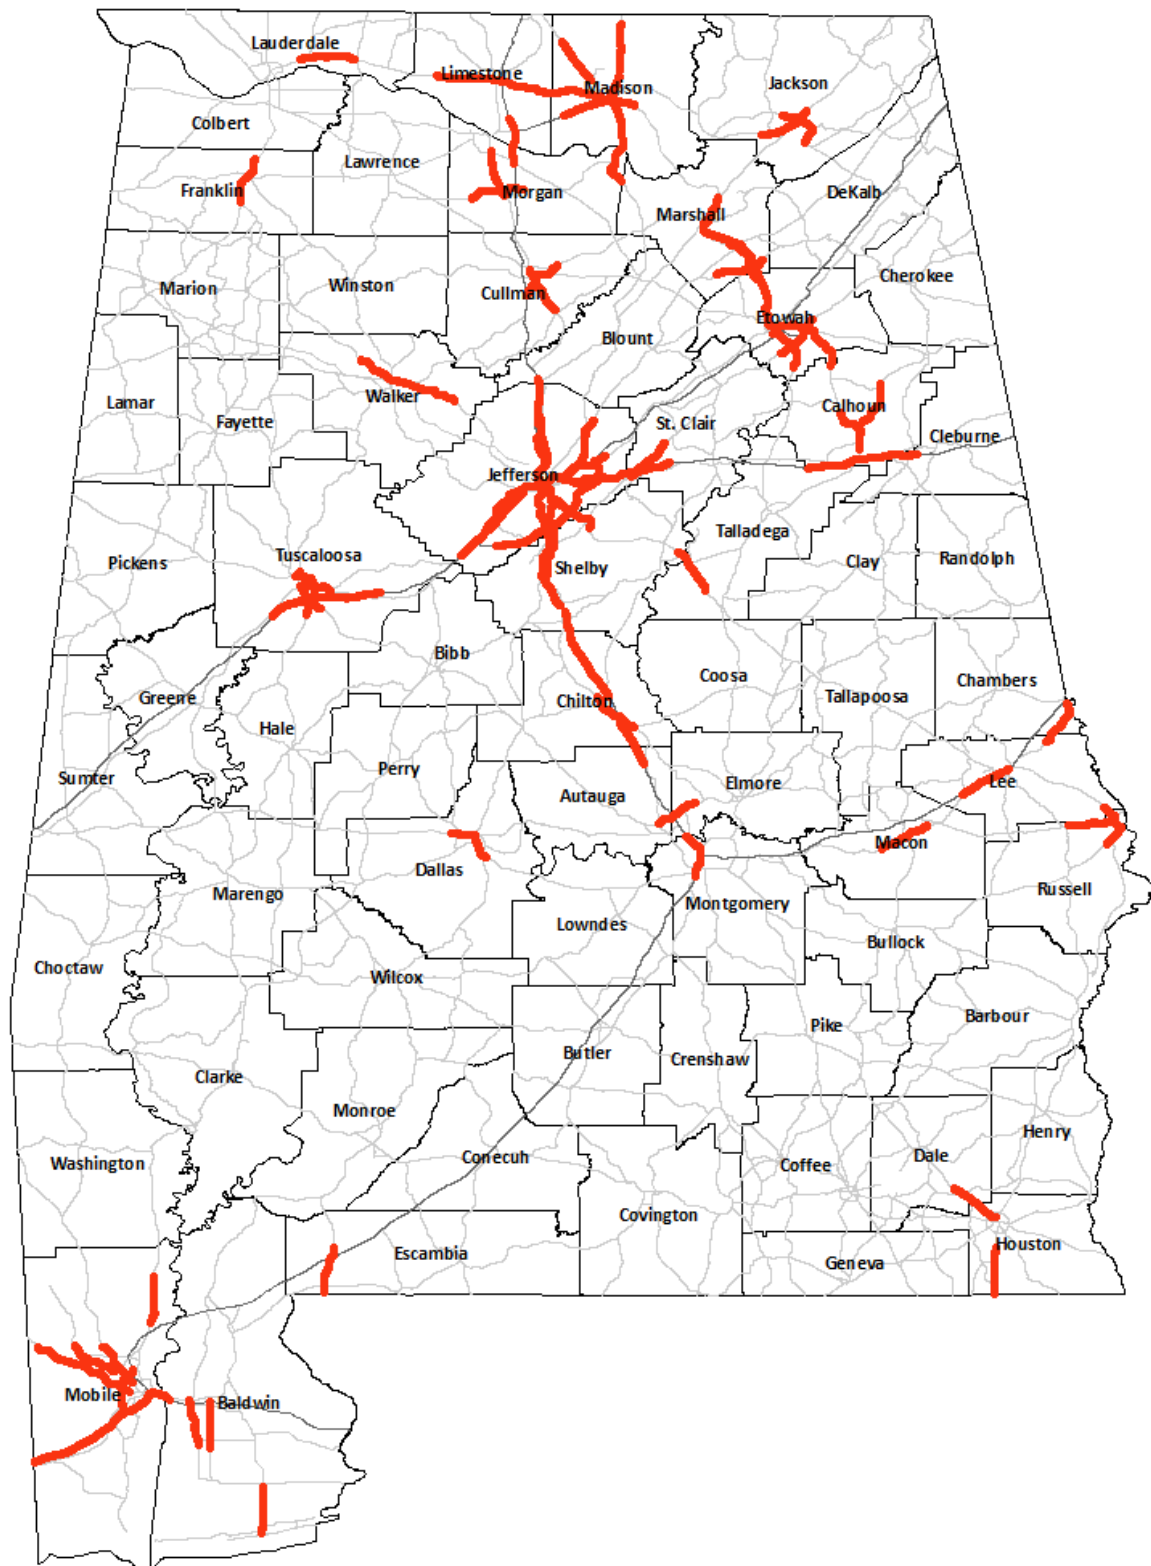 Lauderdale
Limestone
Madison
Jackson
Colbert
Lawrence
Franklin
Morgan
DeKalb
Marshall
Cherokee
Marion
Winston
Cullman
Etowah
Blount
Lamar
Walker
Calhoun
Fayette
St. Clair
Cleburne
Jefferson
Talladega
Tuscaloosa
Pickens
Shelby
Clay
Randolph
Bibb
Coosa
Chambers
Greene
Chilton
Tallapoosa
Hale
Sumter
Perry
Elmore
Lee
Autauga
Macon
Dallas
Marengo
Russell
Montgomery
Lowndes
Bullock
Choctaw
Wilcox
Barbour
Pike
Butler
Crenshaw
Clarke
Monroe
Henry
Washington
Conecuh
Coffee
Dale
Covington
Escambia
Houston
Geneva
Mobile
Baldwin